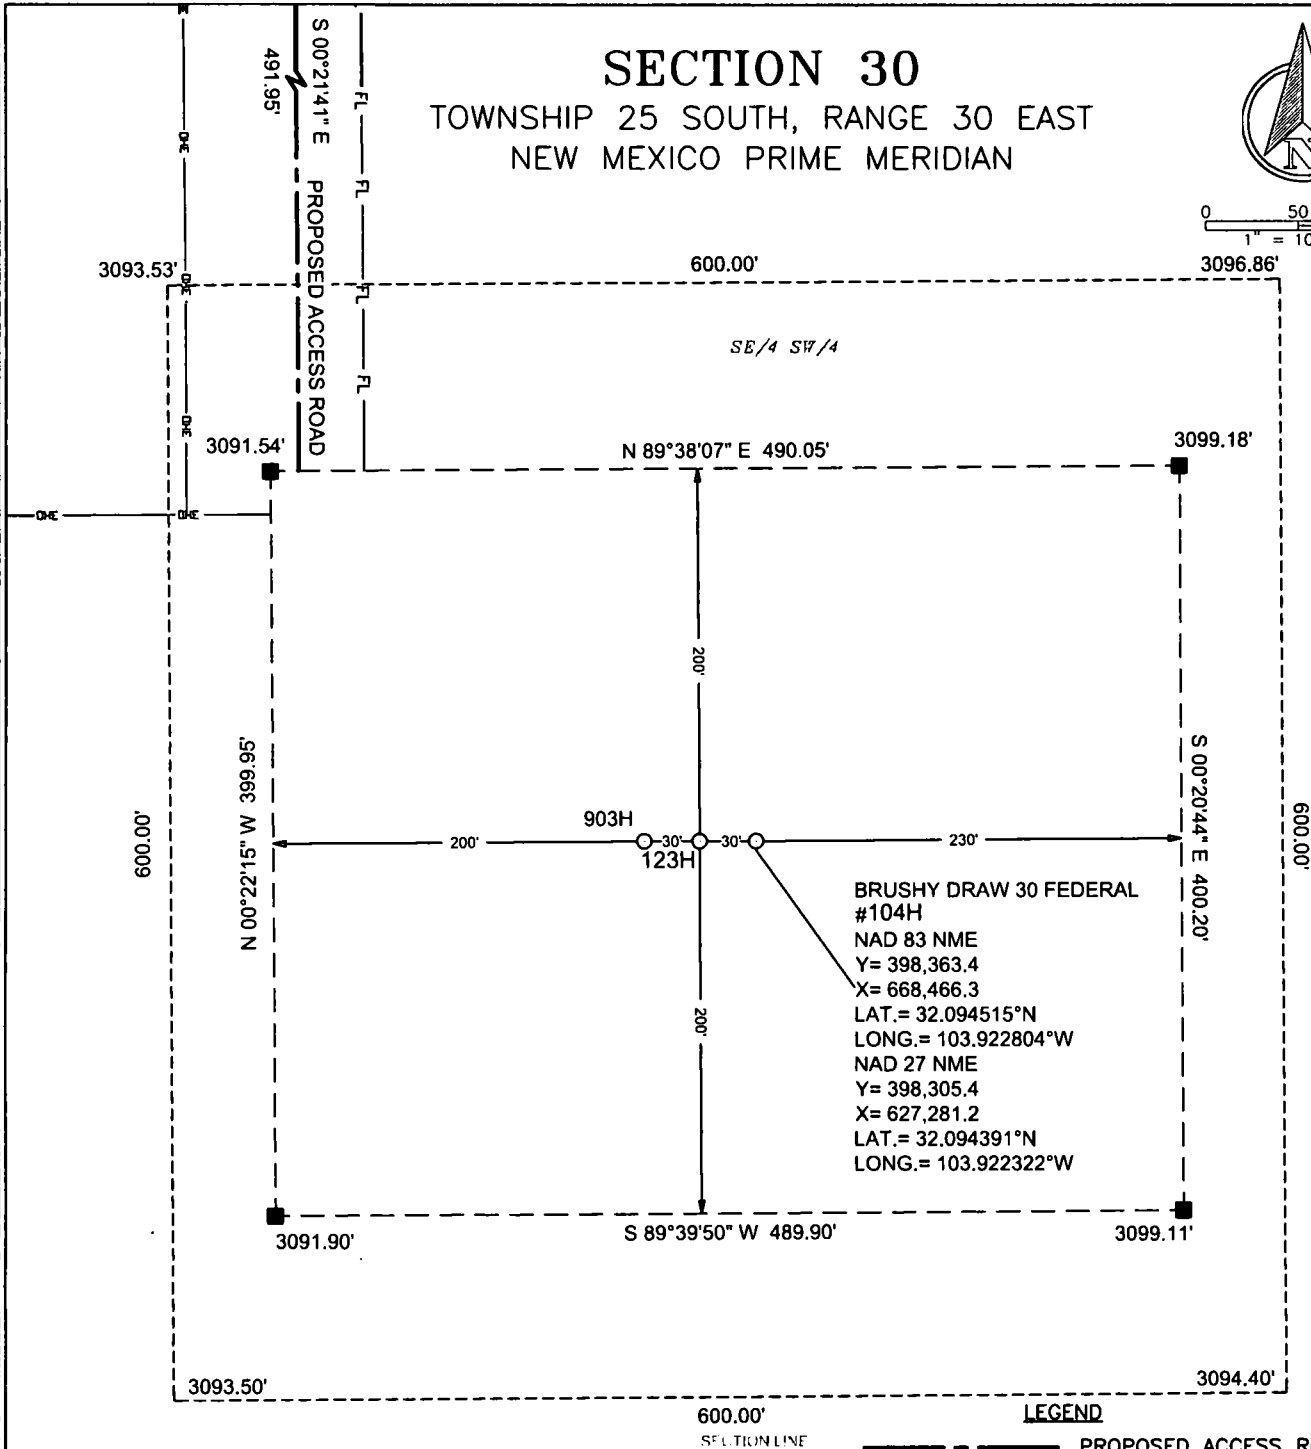 SECTION 30
TOWNSHIP 25 SOUTH, RANGE 30 EAST
NEW MEXICO PRIME MERIDIAN
N
0 50
1" = 10
S 00°21'41" E
491.95'
PROPOSED ACCESS ROAD
FL
FL
FL
FL
OHE
OHE
OHE
OHE
OHE
3093.53'
600.00'
3096.86'
SE/4 SW/4
3091.54'
N 89°38'07" E 490.05'
3099.18'
200'
N 00°22'15" W 399.95'
600.00'
S 00°20'44" E 400.20'
600.00'
903H
200'
30'
30'
230'
123H
BRUSHY DRAW 30 FEDERAL
#104H
NAD 83 NME
Y= 398,363.4
X= 668,466.3
LAT.= 32.094515°N
LONG.= 103.922804°W
NAD 27 NME
Y= 398,305.4
X= 627,281.2
LAT.= 32.094391°N
LONG.= 103.922322°W
200'
3091.90'
S 89°39'50" W 489.90'
3099.11'
3093.50'
3094.40'
600.00'
SECTION LINE
LEGEND
PROPOSED ACCESS R